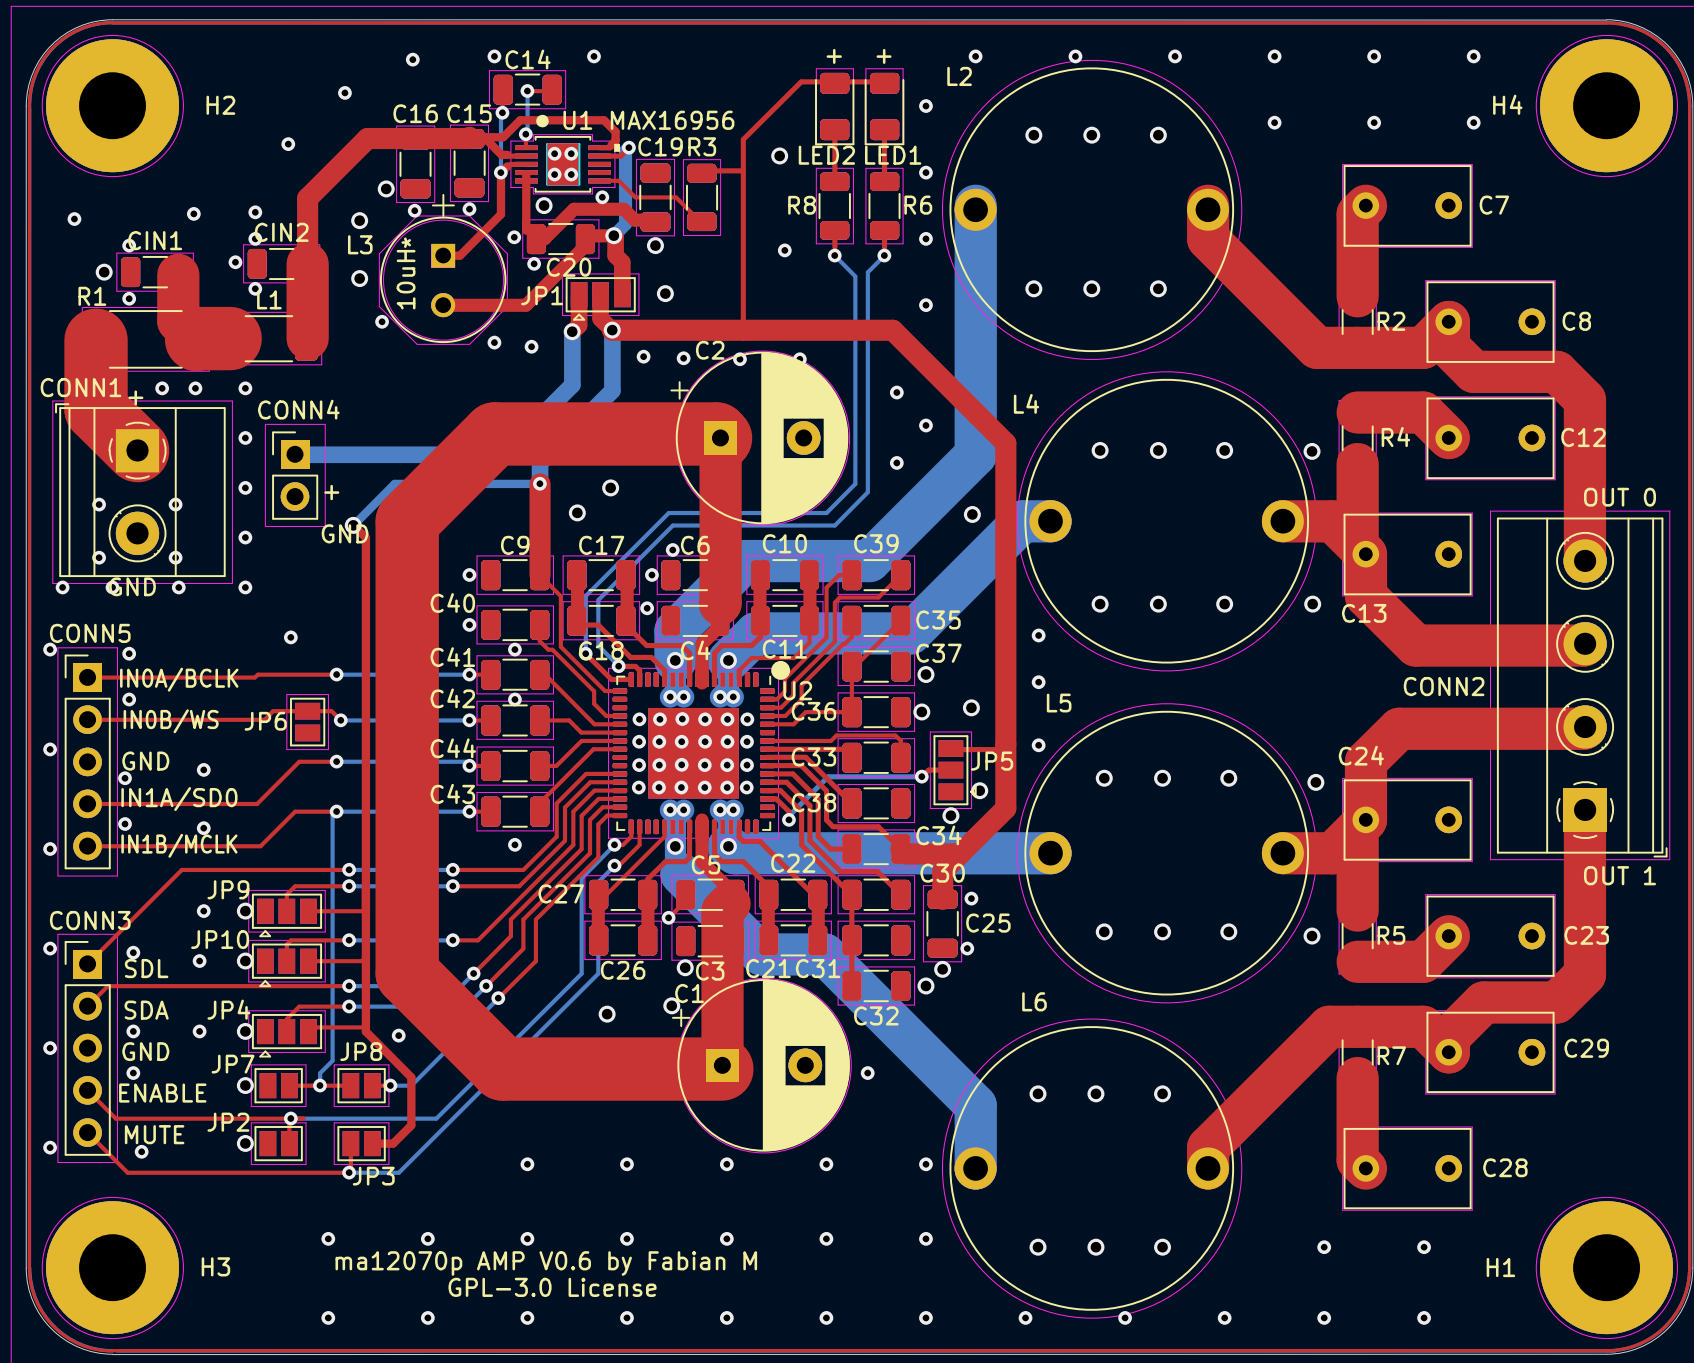 C14
L2
H2
C16
C15
U1
MAX16956
+
+
H4
C19
R3
LED2
LED1
CIN1
CIN2
L3
10uH*
+
R8
R6
C7
C20
R1
L1
JP1
R2
C8
CONN1
+
CONN4
C2
+
L4
R4
C12
+
GND
OUT 0
GND
C9
C17
C6
C10
C39
C40
C35
C13
CONN5
C41
C18
C4
C11
C37
IN0A/BCLK
C42
U2
CONN2
IN0B/WS
JP6
C36
L5
GND
C44
C33
JP5
C24
IN1A/SD0
C43
C38
IN1B/MCLK
C34
C5
C22
C30
OUT 1
JP9
C27
CONN3
C25
JP10
R5
C23
SDL
C26
C3
C21
C31
SDA
JP4
C1
+
C32
L6
GND
JP7
JP8
R7
C29
ENABLE
JP2
MUTE
JP3
C28
ma12070p AMP V0.6 by Fabian M
GPL-3.0 License
H3
H1